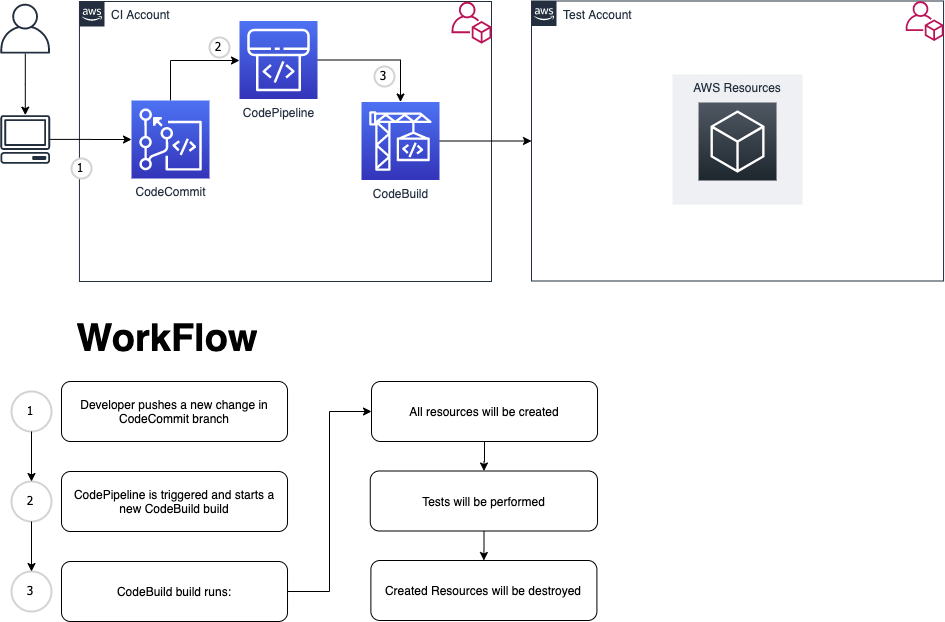 aws
CI Account
aws
Test Account
2
3
1
</>
</>
</>
CodePipeline
CodeCommit
CodeBuild
AWS Resources
WorkFlow
1
Developer pushes a new change in
CodeCommit branch
2
CodePipeline is triggered and starts a
new CodeBuild build
3
CodeBuild build runs:
All resources will be created
Tests will be performed
Created Resources will be destroyed